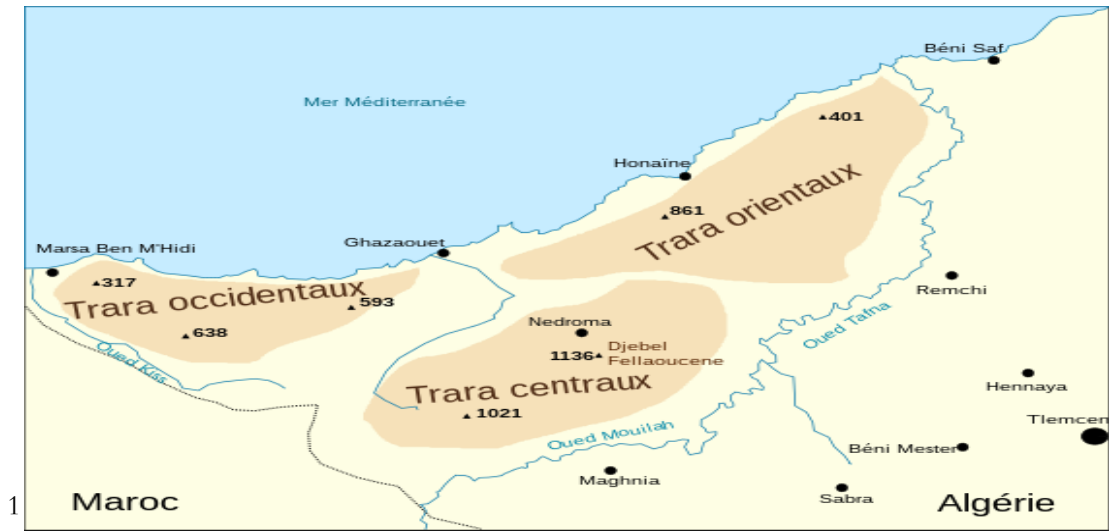 Béni Saf
Mer Méditerranée
401
Honaïne
861
Trara orientaux
Marsa Ben M'Hidi
Ghazaouet
317
Trara occidentaux
593
638
Remchi
Nedroma
Oued Tafna
1136
Djebel
Fellaoucene
Oued Kiss
Trara centraux
Hennaya
1021
Tlemcen
Oued Mouilah
Béni Mester
Maghnia
Sabra
1
Maroc
Algérie